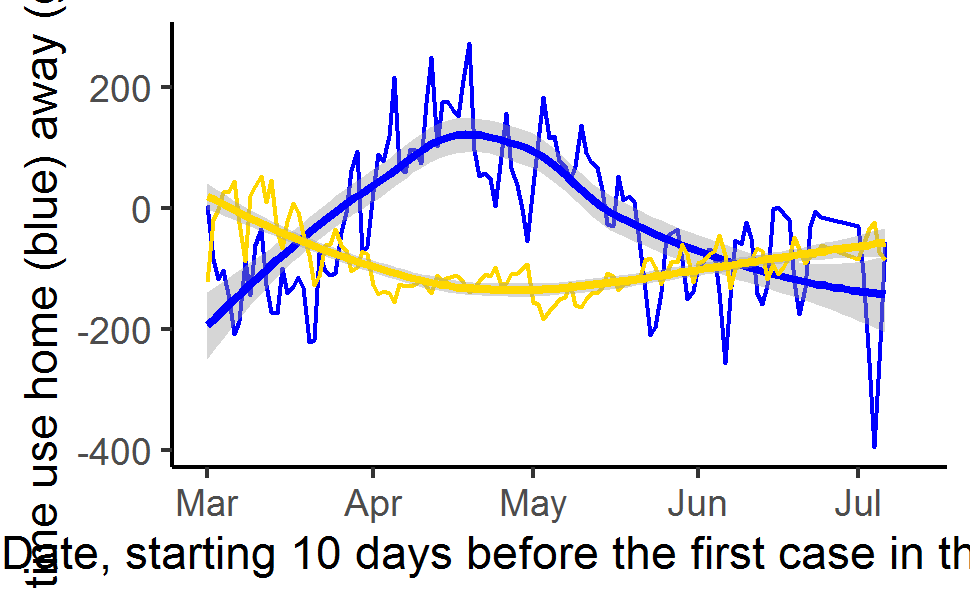 time use home (blue) away (
200
0
-200
-400
Mar Apr May Jun Jul
Date, starting 10 days before the first case in th